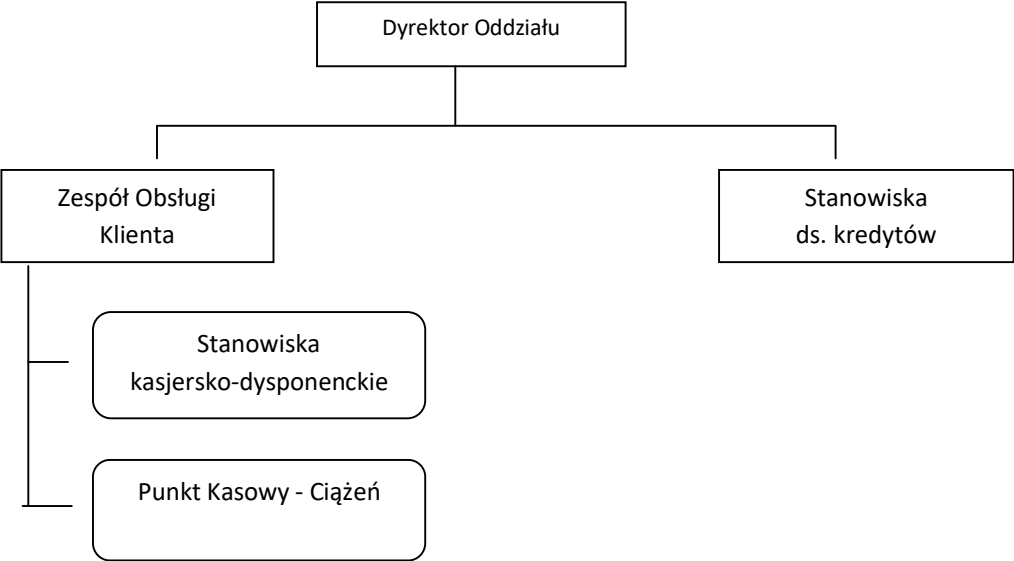 Dyrektor Oddziału
Zespół Obsługi
Klienta
Stanowiska
ds. kredytów
Stanowiska
kasjersko-dysponenckie
Punkt Kasowy - Ciążeń